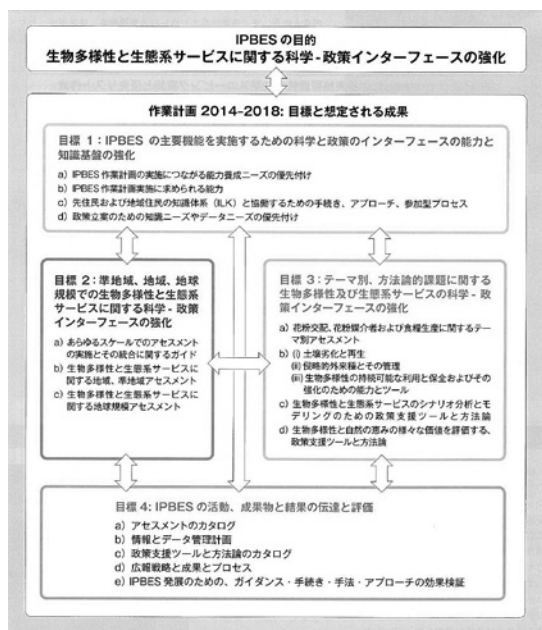 IPBES の目的
生物多様性と生態系サービスに関する科学 - 政策インターフェースの強化
作業計画 2014-2018: 目標と想定される成果
目標 1：IPBES の主要機能を実施するための科学と政策のインターフェースの能力と
知識基盤の強化
a) IPBES 作業計画の実施につながる能力養成ニーズの優先付け
b) IPBES 作業計画実施に求められる能力
c) 先住民および地域住民の知識体系（ILK）と協働するための手続き、アプローチ、参加型プロセス
d) 政策立案のための知識ニーズやデータニーズの優先付け
目標 2：準地域、地域、地球
規模での生物多様性と生態系
サービスに関する科学 - 政策
インターフェースの強化
a) あらゆるスケールでのアセスメント
の実施とその統合に関するガイド
b) 生物多様性と生態系サービスに
関する地域、準地域アセスメント
c) 生物多様性と生態系サービスに
関する地球規模アセスメント
目標 3：テーマ別、方法論的課題に関する
生物多様性及び生態系サービスの科学 - 政
策インターフェースの強化
a) 花粉交配、花粉媒介者および食糧生産に関するテー
マ別アセスメント
b) (i) 土壌劣化と再生
(ii) 侵略的外来種とその管理
(iii) 生物多様性の持続可能な利用と保全およびその
強化のための能力とツール
c) 生物多様性と生態系サービスのシナリオ分析とモ
デリングのための政策支援ツールと方法論
d) 生物多様性と自然の恵みの様々な価値を評価する、
政策支援ツールと方法論
目標 4: IPBES の活動、成果物と結果の伝達と評価
a) アセスメントのカタログ
b) 情報とデータ管理計画
c) 政策支援ツールと方法論のカタログ
d) 広報戦略と成果とプロセス
e) IPBES 発展のための、ガイダンス・手続き・手法・アプローチの効果検証